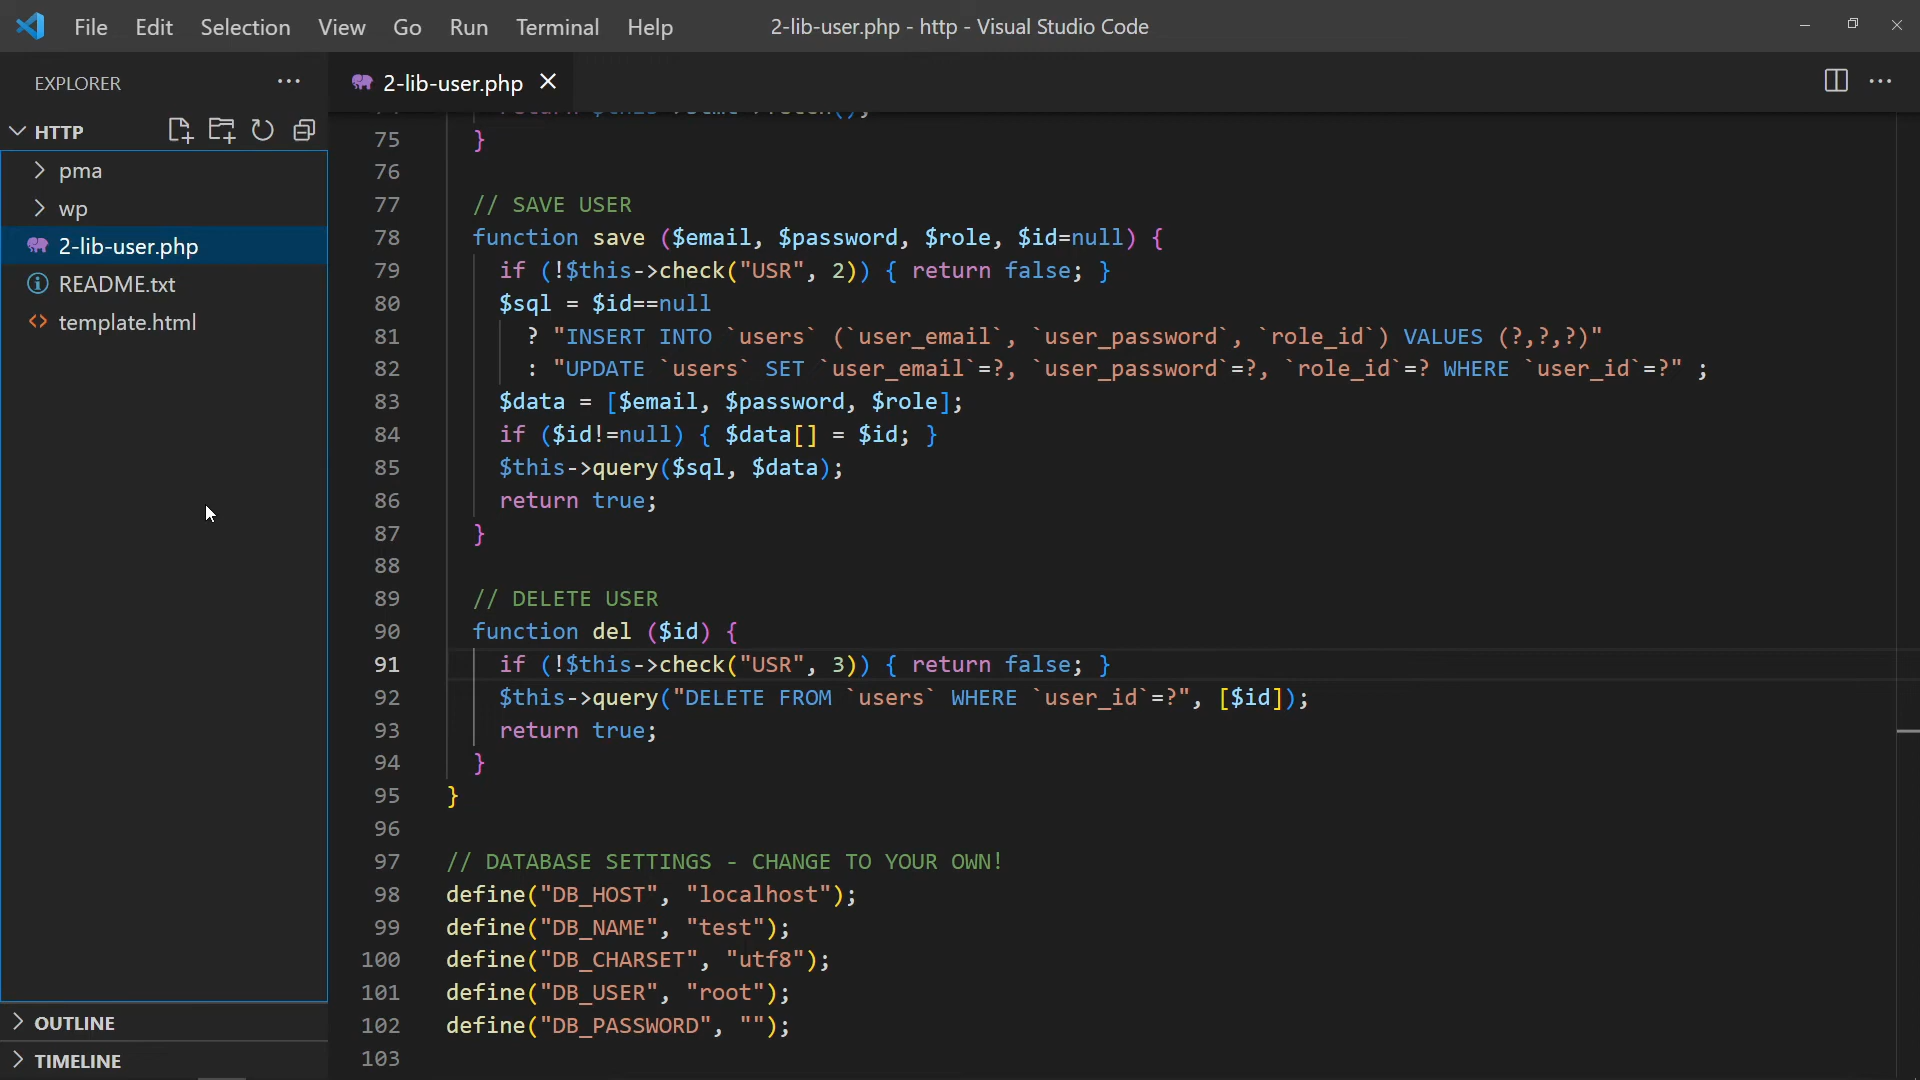 File Edit Selection View Go Run Terminal Help
2-lib-user.php - http - Visual Studio Code
EXPLORER
2-lib-user.php
HTTP
pma
wp
2-lib-user.php
README.txt
template.html
OUTLINE
TIMELINE
75 }
76
77 // SAVE USER
78 function save ($email, $password, $role, $id=null) {
79 if (!$this->check("USR", 2)) { return false; }
80 $sql = $id==null
81 ? "INSERT INTO `users` (`user_email`, `user_password`, `role_id`) VALUES (?,?,?)"
82 : "UPDATE `users` SET `user_email`=?, `user_password`=?, `role_id`=? WHERE `user_id`=?" ;
83 $data = [$email, $password, $role];
84 if ($id!=null) { $data[] = $id; }
85 $this->query($sql, $data);
86 return true;
87 }
88
89 // DELETE USER
90 function del ($id) {
91 if (!$this->check("USR", 3)) { return false; }
92 $this->query("DELETE FROM `users` WHERE `user_id`=?", [$id]);
93 return true;
94 }
95 }
96
97 // DATABASE SETTINGS - CHANGE TO YOUR OWN!
98 define("DB_HOST", "localhost");
99 define("DB_NAME", "test");
100 define("DB_CHARSET", "utf8");
101 define("DB_USER", "root");
102 define("DB_PASSWORD", "");
103